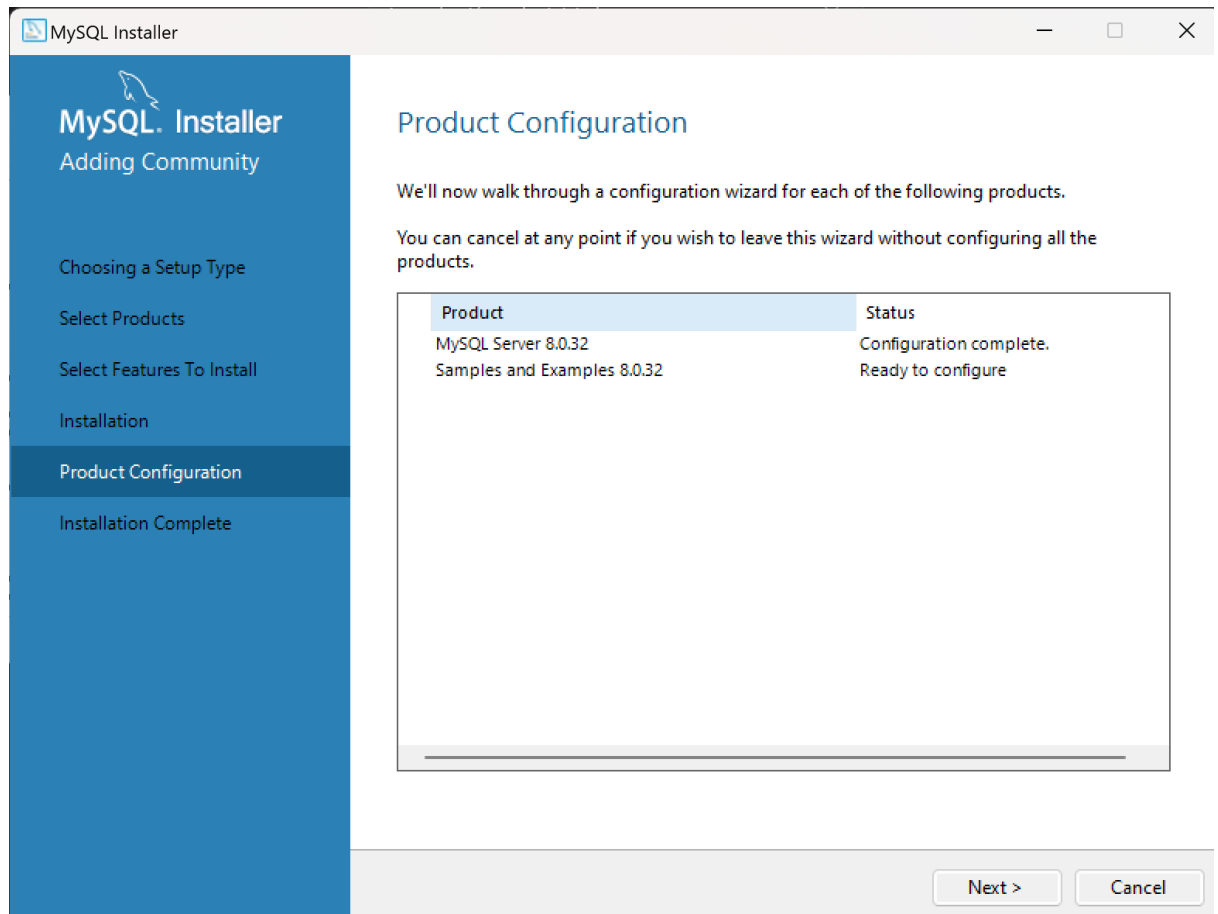 MySQL Installer
MySQL. Installer
Adding Community
Choosing a Setup Type
Select Products
Select Features To Install
Installation
Product Configuration
Installation Complete
Product Configuration
We'll now walk through a configuration wizard for each of the following products.
You can cancel at any point if you wish to leave this wizard without configuring all the
products.
Product Status
MySQL Server 8.0.32 Configuration complete.
Samples and Examples 8.0.32 Ready to configure
Next > Cancel